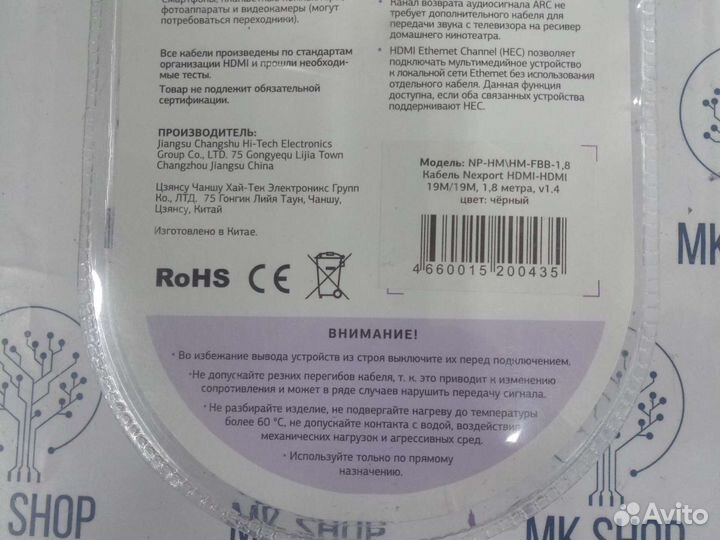 фотоаппараты и видеокамеры (могут
потребоваться переходники).
Все кабели произведены по стандартам
организации HDMI и прошли необходи-
мые тесты.
Товар не подлежит обязательной
сертификации.
ПРОИЗВОДИТЕЛЬ:
Jiangsu Changshu Hi-Tech Electronics
Group Co., LTD. 75 Gongyequ Lijia Town
Changzhou Jiangsu China
Цзянсу Чаншу Хай-Тек Электроникс Групп
Ко., ЛТД. 75 Гонгик Лийя Таун, Чаншу,
Цзянсу, Китай
Изготовлено в Китае.
RoHS CE
• Канал возврата аудиосигнала ARC не
требует дополнительного кабеля для
передачи звука с телевизора на ресивер
домашнего кинотеатра.
• HDMI Ethernet Channel (HEC) позволяет
подключать мультимедийное устройство
к локальной сети Ethernet без использования
отдельного кабеля. Данная функция
доступна, если оба связанных устройства
поддерживают HEC.
Модель: NP-HM\HM-FBB-1,8
Кабель Nexport HDMI-HDMI
19M/19M, 1,8 метра, v1.4
цвет: чёрный
4 660015 200435
ВНИМАНИЕ!
• Во избежание вывода устройств из строя выключите их перед подключением.
•Не допускайте резких перегибов кабеля, т. к. это приводит к изменению
сопротивления и может в ряде случаев нарушить передачу сигнала.
• Не разбирайте изделие, не подвергайте нагреву до температуры
более 60 °С, не допускайте контакта с водой, воздействия
механических нагрузок и агрессивных сред.
• Используйте только по прямому
назначению.
MK
SHOP
MK SHOP
MK SHOP
Avito